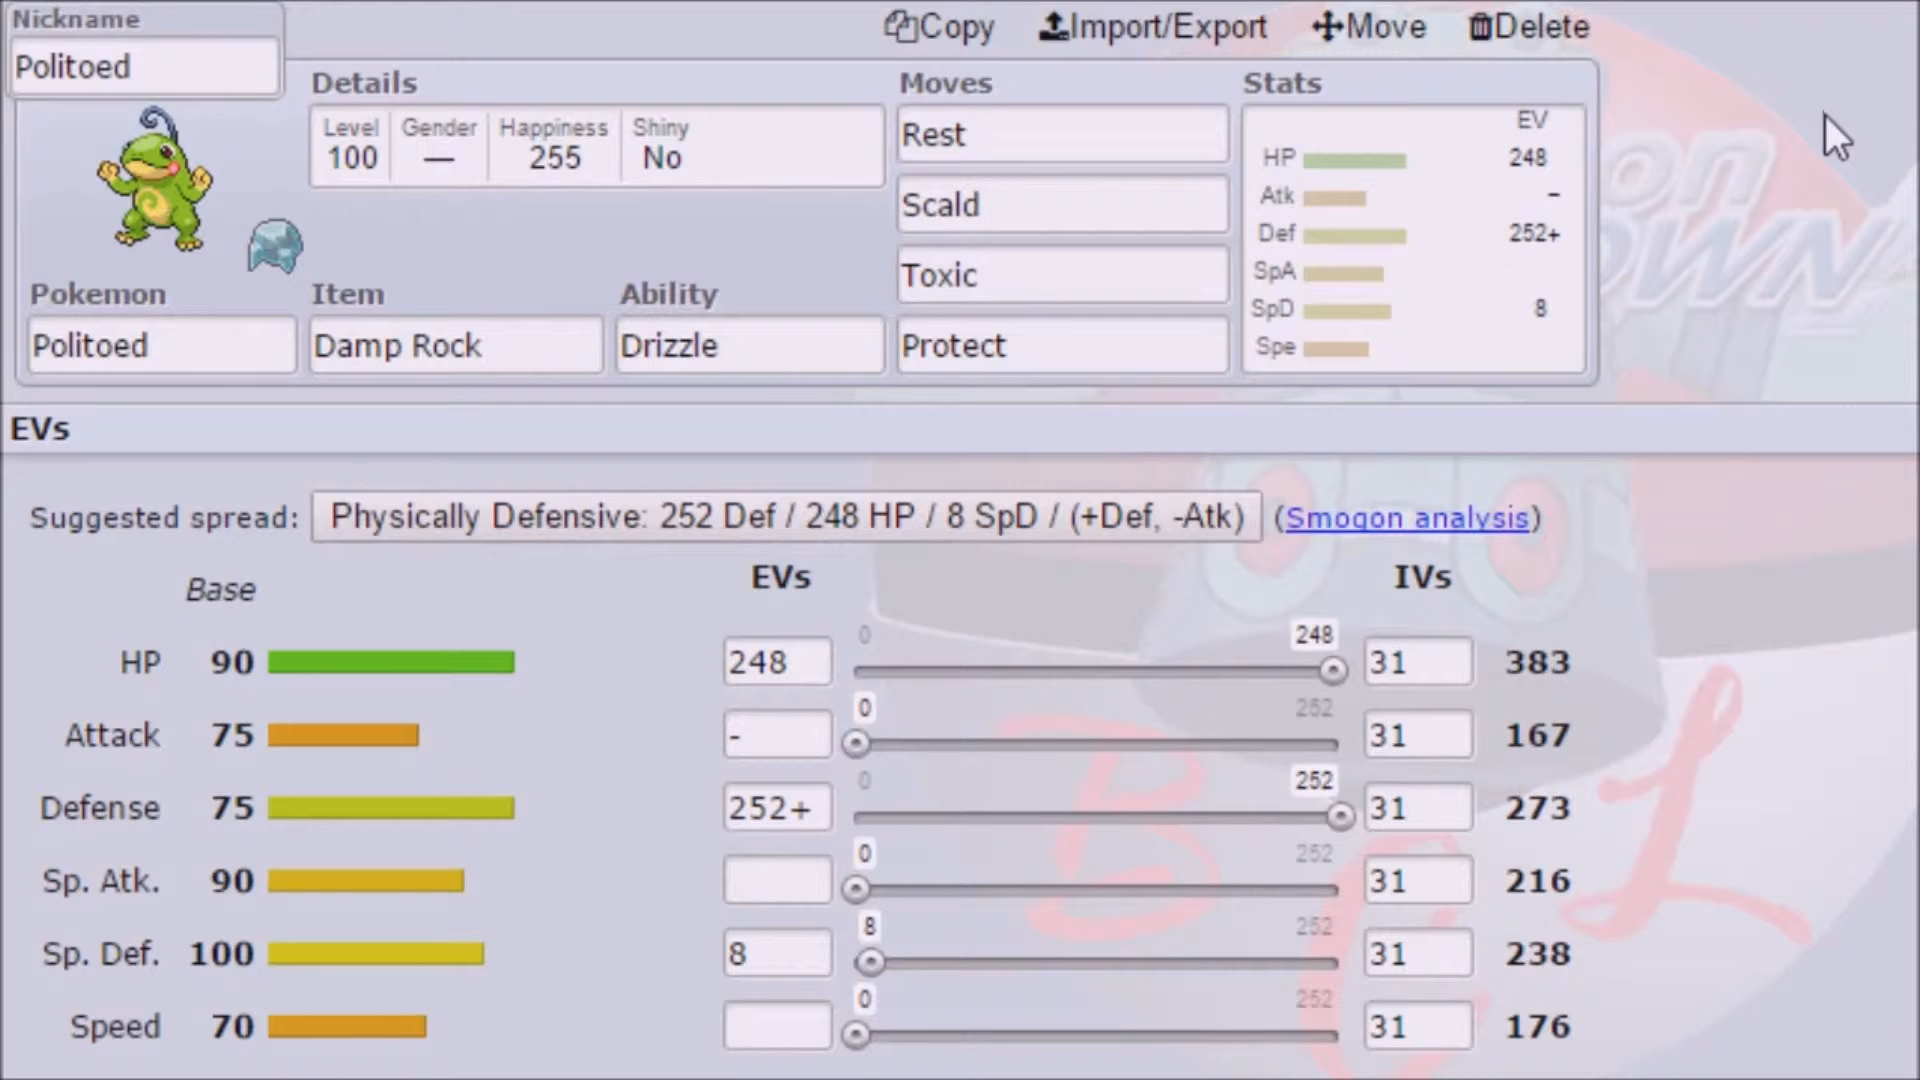 Nickname
Politoed
Copy Import/Export Move Delete
Details
Level Gender Happiness Shiny
100 — 255 No
Pokemon Item Ability
Politoed Damp Rock Drizzle
Moves
Rest
Scald
Toxic
Protect
Stats
EV
HP 248
Atk -
Def 252+
SpA
SpD 8
Spe
EVs
Suggested spread: Physically Defensive: 252 Def / 248 HP / 8 SpD / (+Def, -Atk) (Smogon analysis)
Base EVs IVs
0 248
HP 90 248 31 383
0 252
Attack 75 - 31 167
0 252
Defense 75 252+ 31 273
0 252
Sp. Atk. 90 31 216
8 252
Sp. Def. 100 8 31 238
0 252
Speed 70 31 176